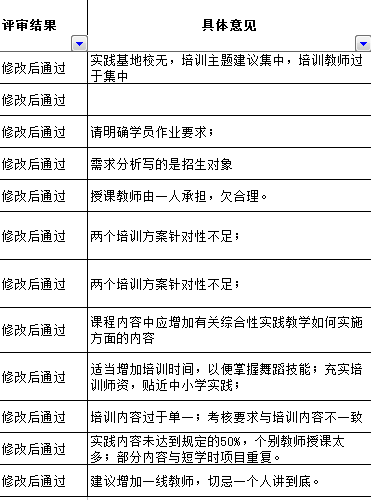 评审结果 具体意见
修改后通过 实践基地校无，培训主题建议集中，培训教师过
于集中
修改后通过
修改后通过 请明确学员作业要求；
修改后通过 需求分析写的是招生对象
修改后通过 授课教师由一人承担，欠合理。
修改后通过 两个培训方案针对性不足；
修改后通过 两个培训方案针对性不足；
修改后通过 课程内容中应增加有关综合性实践教学如何实施
方面的内容
修改后通过 适当增加培训时间，以便掌握舞蹈技能；充实培
训师资，贴近中小学实践；
修改后通过 培训内容过于单一；考核要求与培训内容不一致
修改后通过 实践内容未达到规定的50%，个别教师授课太
多；部分内容与短学时项目重复。
修改后通过 建议增加一线教师，切忌一个人讲到底。